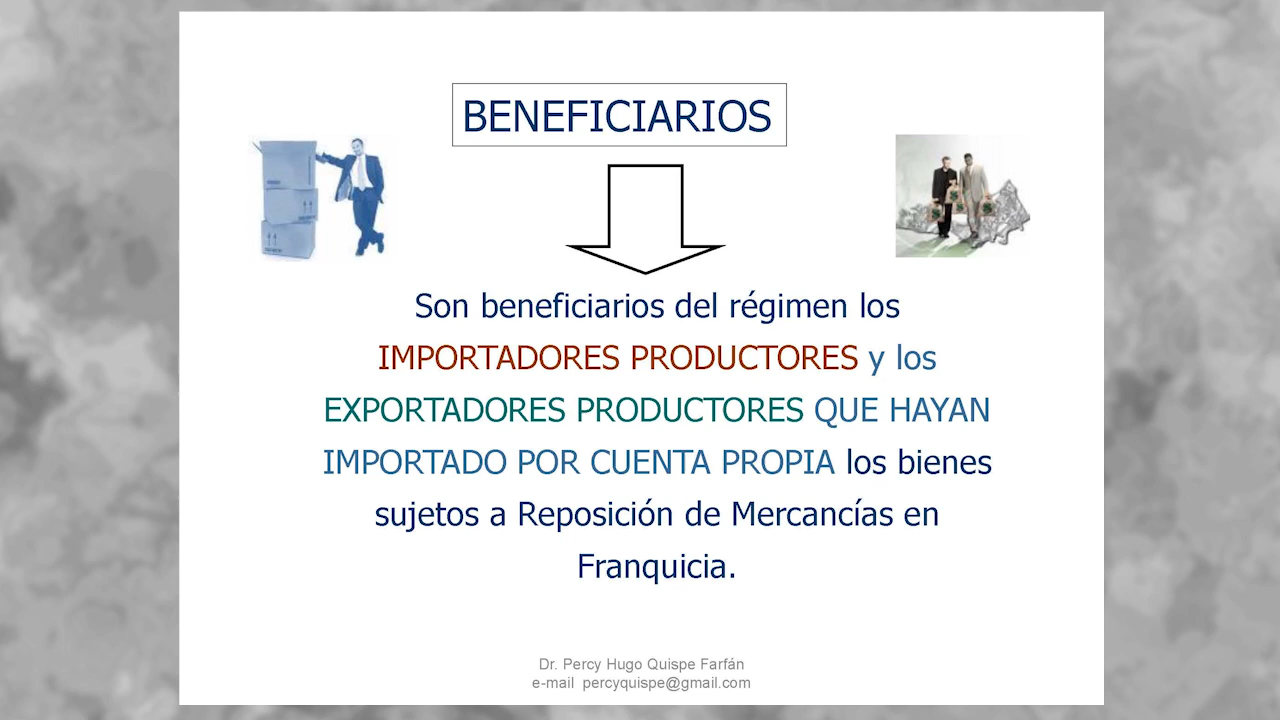 BENEFICIARIOS
Son beneficiarios del régimen los
IMPORTADORES PRODUCTORES y los
EXPORTADORES PRODUCTORES QUE HAYAN
IMPORTADO POR CUENTA PROPIA los bienes
sujetos a Reposición de Mercancías en
Franquicia.
Dr. Percy Hugo Quispe Farfán
e-mail percyquispe@gmail.com